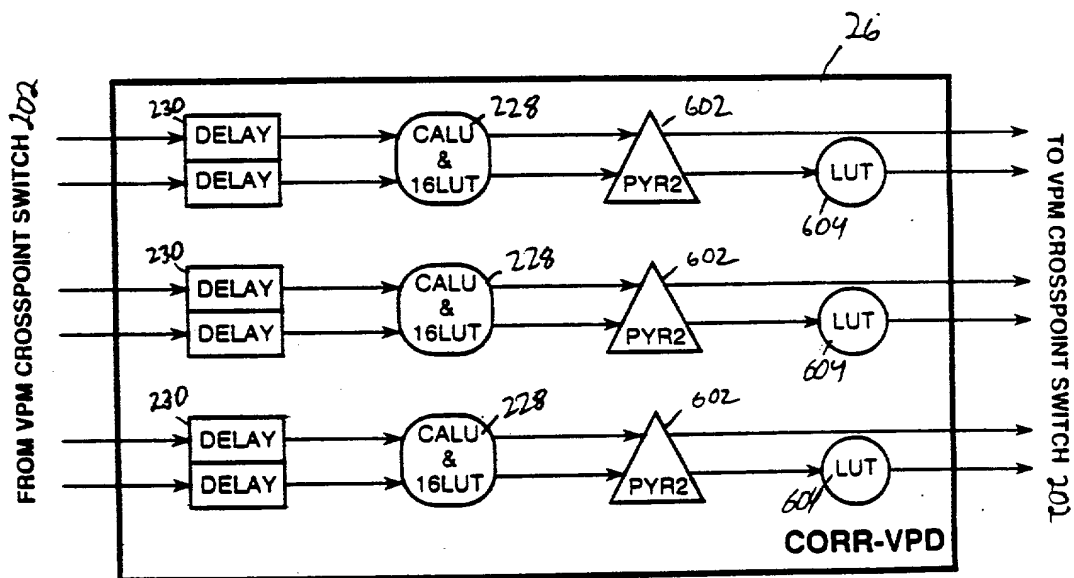 26
FROM VPM CROSSPOINT SWITCH 202
230
DELAY
DELAY
228
CALU
&
16LUT
602
PYR2
LUT
604
230
DELAY
DELAY
228
CALU
&
16LUT
602
PYR2
LUT
604
230
DELAY
DELAY
228
CALU
&
16LUT
602
PYR2
LUT
604
CORR-VPD
TO VPM CROSSPOINT SWITCH 202